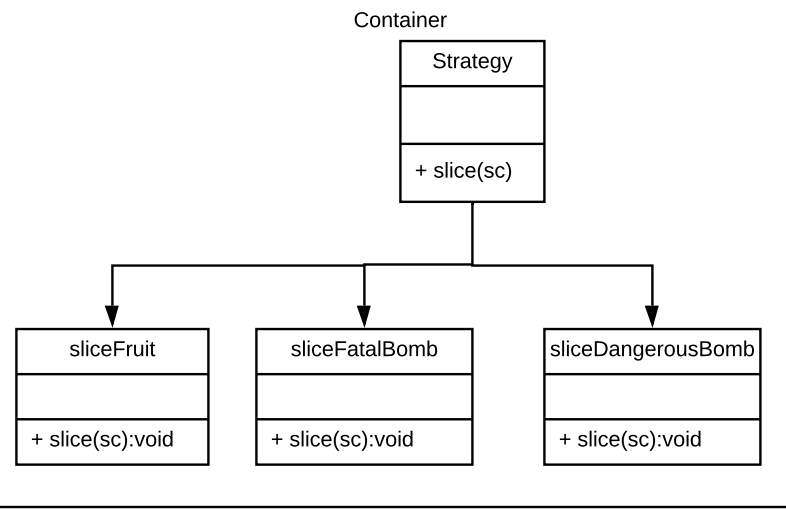 Container
Strategy
+ slice(sc)
sliceFruit
+ slice(sc):void
sliceFatalBomb
+ slice(sc):void
sliceDangerousBomb
+ slice(sc):void